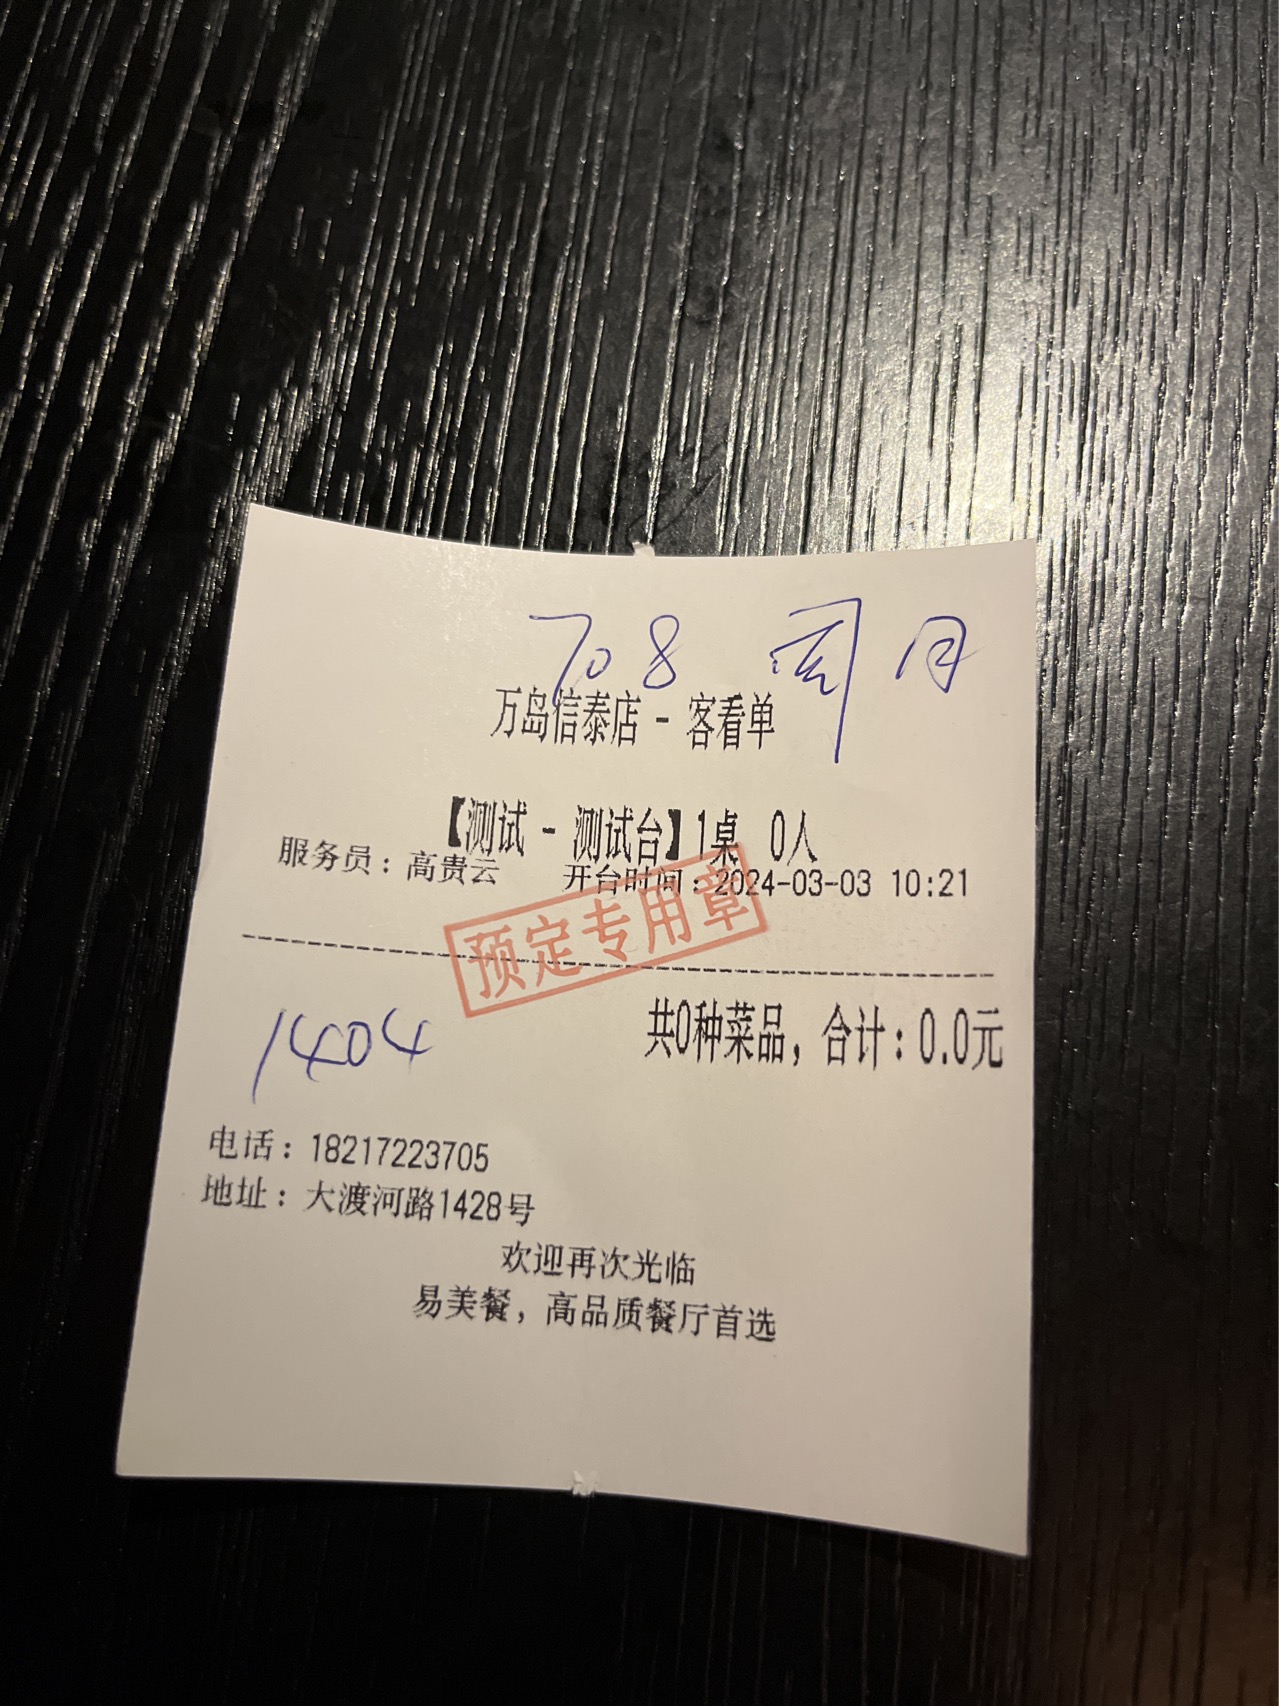 708
万岛信泰店 - 客看单
【测试 - 测试台】1桌 0人
服务员：高贵云 开台时间：2024-03-03 10:21
预定专用章
共0种菜品，合计：0.0元
1404
电话：18217223705
地址：大渡河路1428号
欢迎再次光临
易美餐，高品质餐厅首选